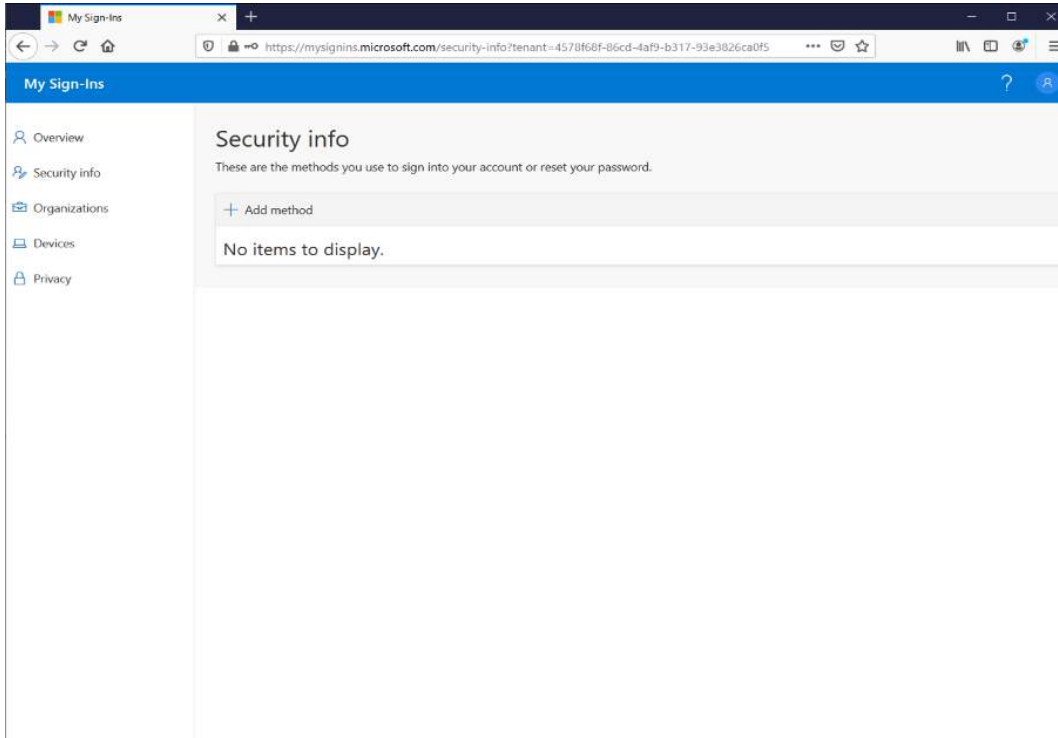 My Sign-Ins
https://mysignins.microsoft.com/security-info?tenant=4578f68f-86cd-4af9-b317-93e3826ca0f5
My Sign-Ins
?
Overview
Security info
Organizations
Devices
Privacy
Security info
These are the methods you use to sign into your account or reset your password.
+ Add method
No items to display.